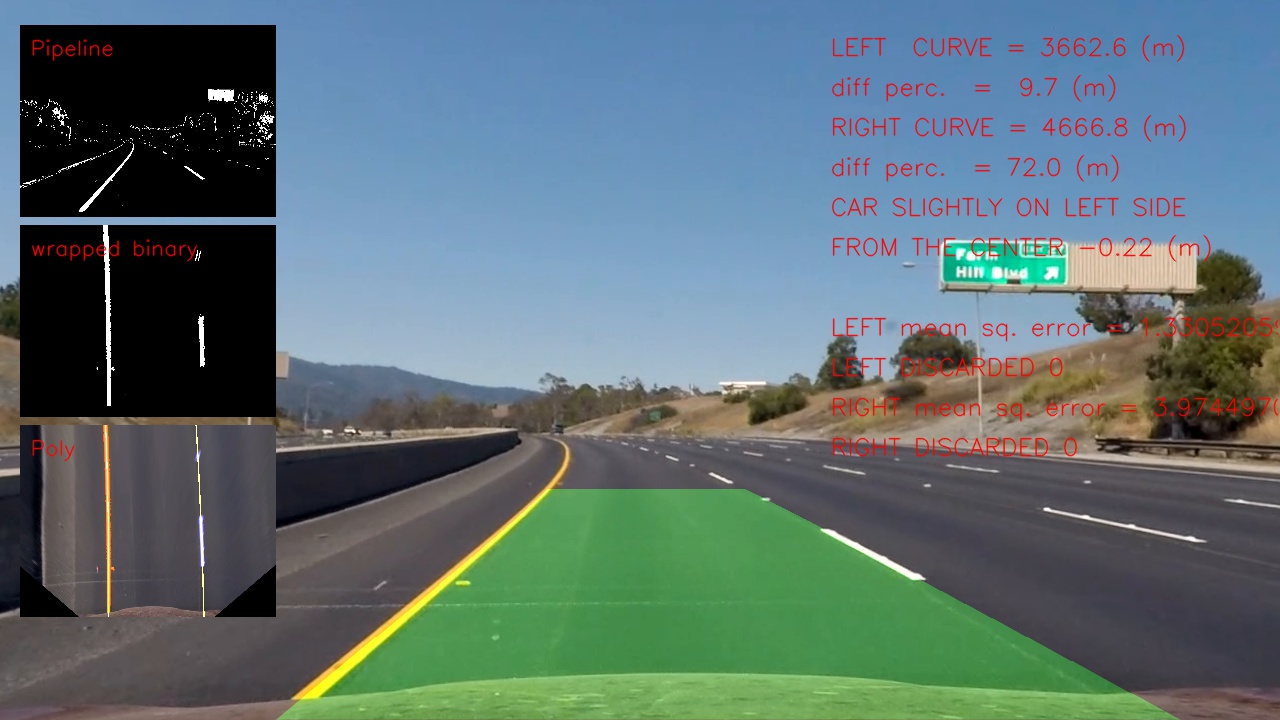 Pipeline
wrapped binary
Poly
LEFT CURVE = 3662.6 (m)
diff perc. = 9.7 (m)
RIGHT CURVE = 4666.8 (m)
diff perc. = 72.0 (m)
CAR SLIGHTLY ON LEFT SIDE
FROM THE CENTER -0.22 (m)
Farm
Hill Blvd
LEFT mean sq. error = 1.3305205
LEFT DISCARDED 0
RIGHT mean sq. error = 3.9744970
RIGHT DISCARDED 0